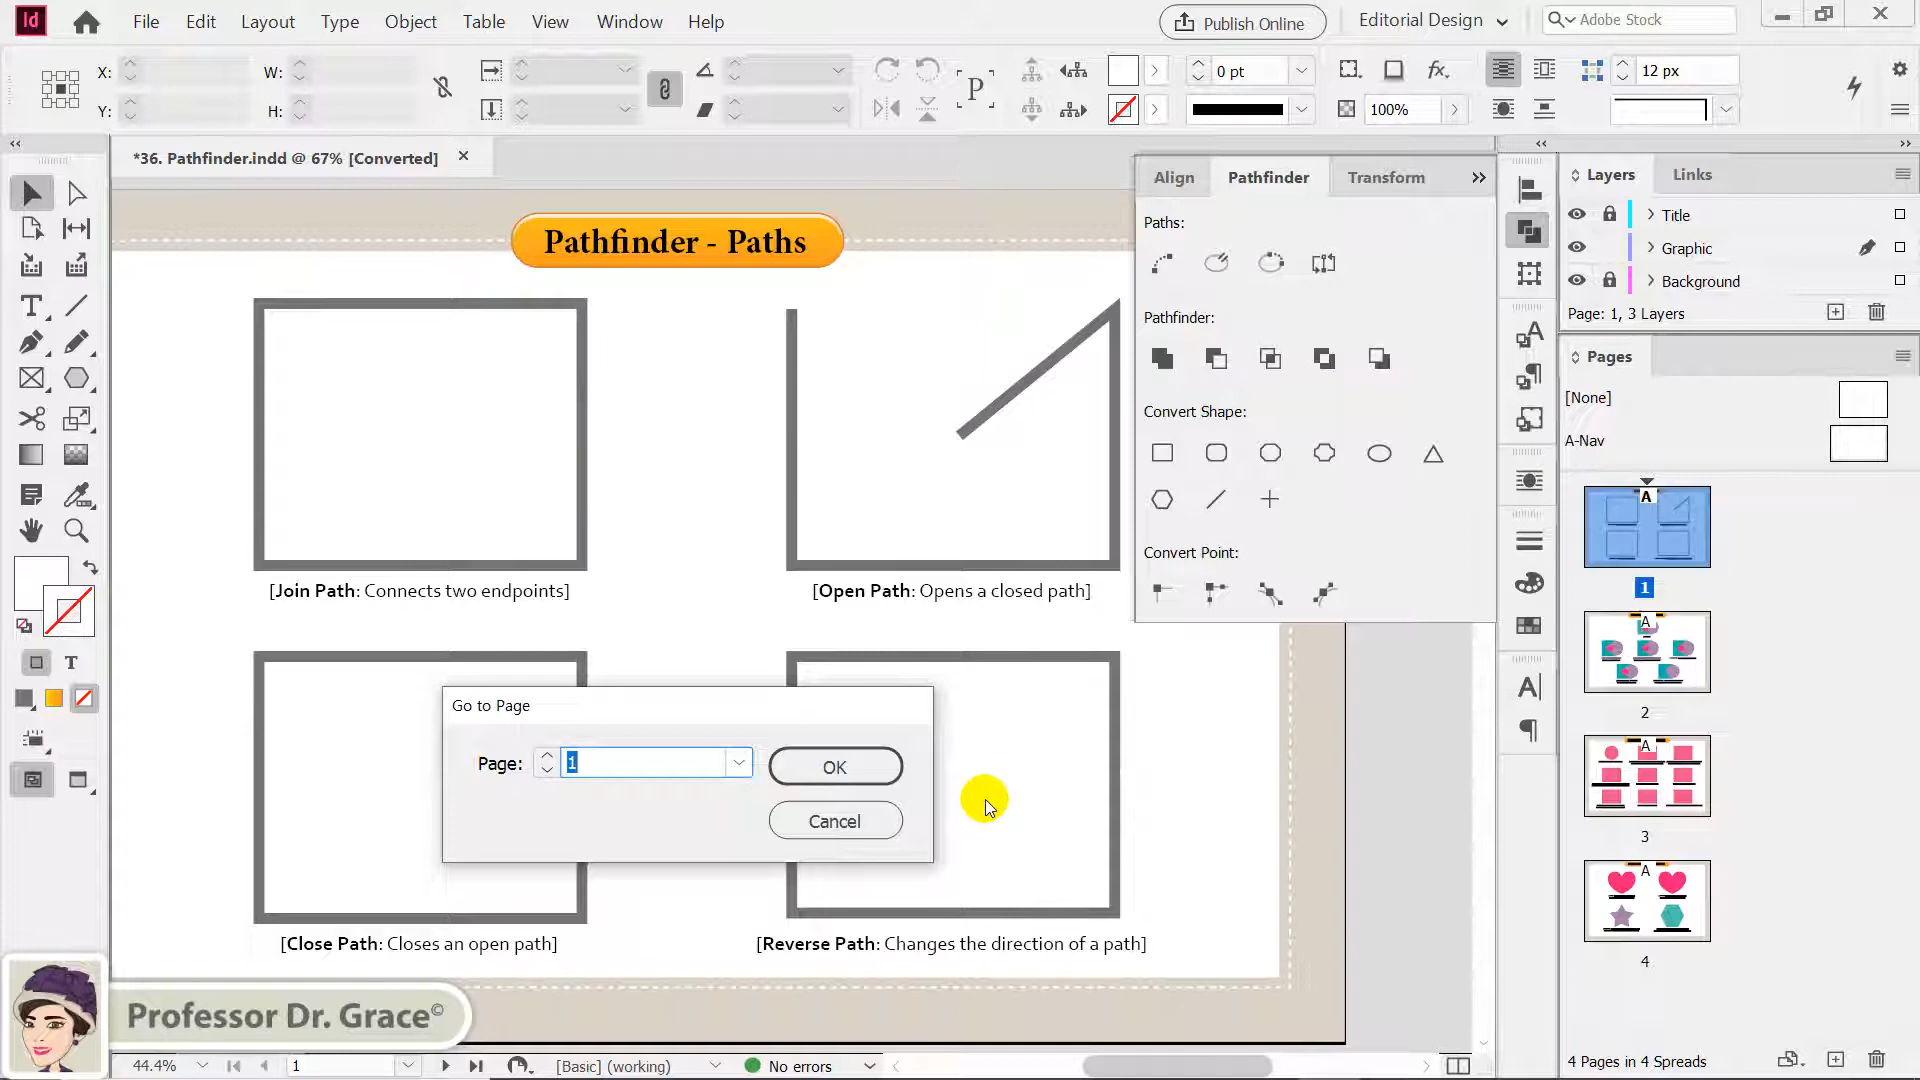 Id File Edit Layout Type Object Table View Window Help Publish Online Editorial Design Adobe Stock
X: W: 0 pt fx. 12 px
Y: H: P 100%
*36. Pathfinder.indd @ 67% [Converted]
Pathfinder - Paths
[Join Path: Connects two endpoints]
[Open Path: Opens a closed path]
[Close Path: Closes an open path]
[Reverse Path: Changes the direction of a path]
Go to Page
Page: 1 OK
Cancel
Align Pathfinder Transform
Paths:
Pathfinder:
Convert Shape:
Convert Point:
Layers Links
Title
Graphic
Background
Page: 1, 3 Layers
Pages
[None]
A-Nav
A
1
A
2
A
3
A
4
4 Pages in 4 Spreads
Professor Dr. Grace©
44.4% 1 [Basic] (working) No errors